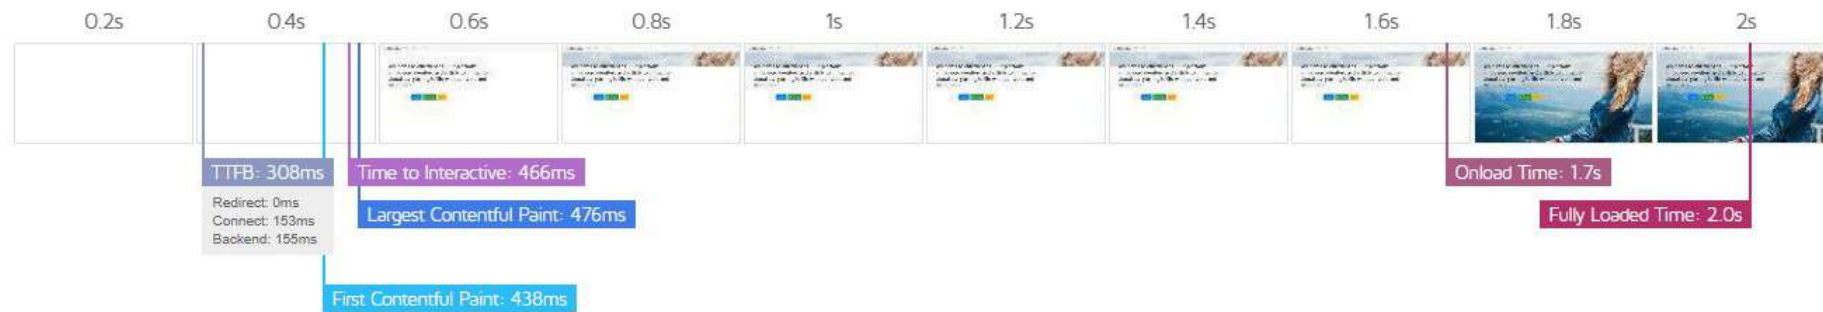 0.2s
0.4s
0.6s
0.8s
1s
1.2s
1.4s
1.6s
1.8s
2s
TTFB: 308ms
Redirect: 0ms
Connect: 153ms
Backend: 155ms
Time to Interactive: 466ms
Largest Contentful Paint: 476ms
First Contentful Paint: 438ms
Onload Time: 1.7s
Fully Loaded Time: 2.0s